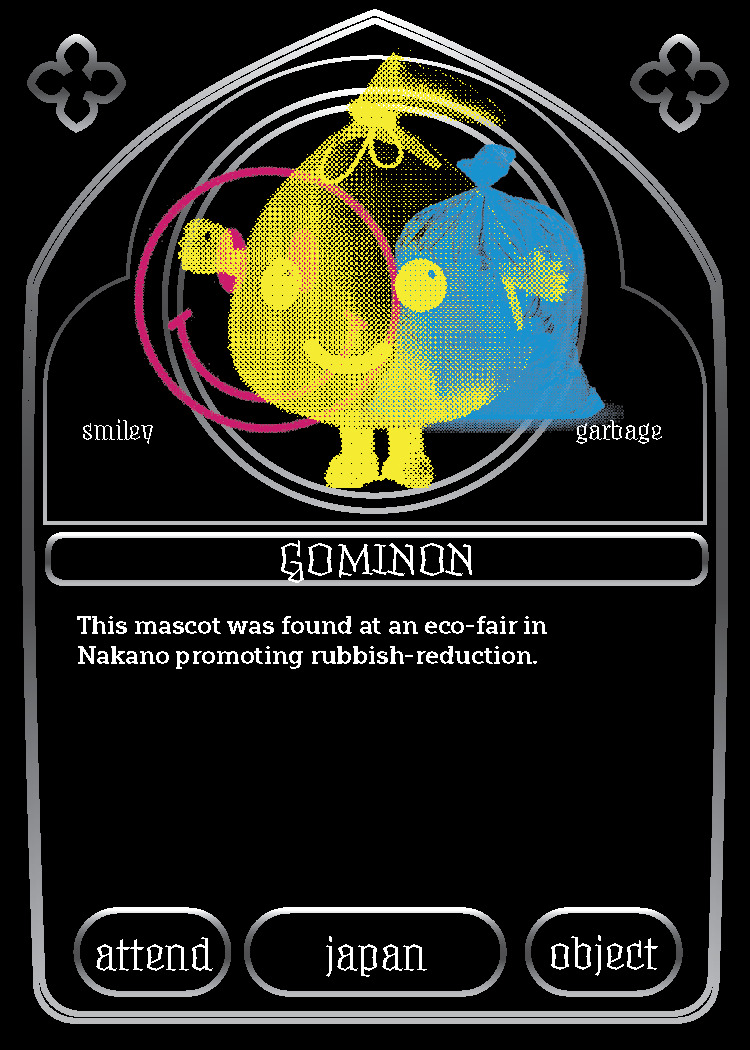 smiley
garbage
GOMINON
This mascot was found at an eco-fair in
Nakano promoting rubbish-reduction.
attend
japan
object